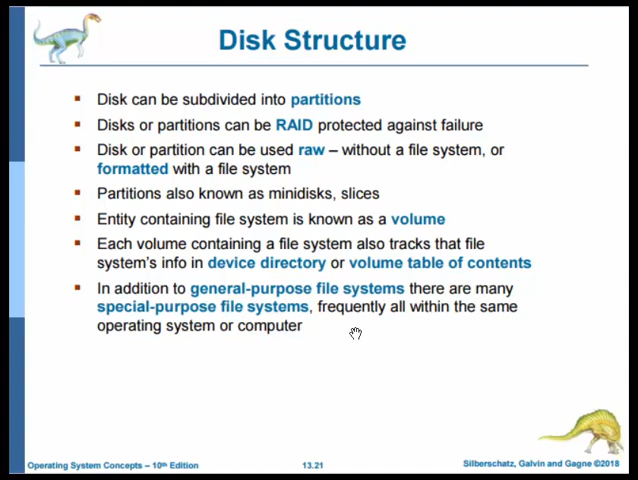 Disk Structure
▪ Disk can be subdivided into partitions
▪ Disks or partitions can be RAID protected against failure
▪ Disk or partition can be used raw – without a file system, or
formatted with a file system
▪ Partitions also known as minidisks, slices
▪ Entity containing file system is known as a volume
▪ Each volume containing a file system also tracks that file
system's info in device directory or volume table of contents
▪ In addition to general-purpose file systems there are many
special-purpose file systems, frequently all within the same
operating system or computer
Operating System Concepts – 10th Edition
13.21
Silberschatz, Galvin and Gagne ©2018